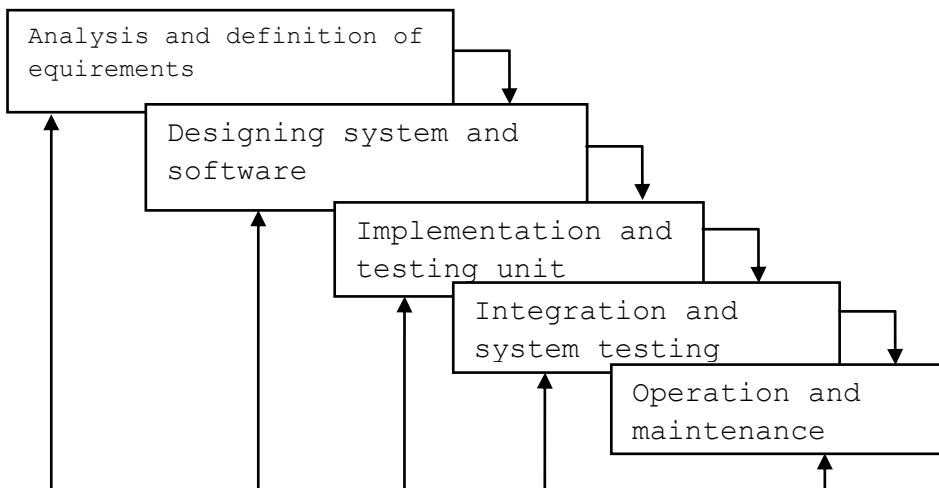 Analysis and definition of
equirements
Designing system and
software
Implementation and
testing unit
Integration and
system testing
Operation and
maintenance